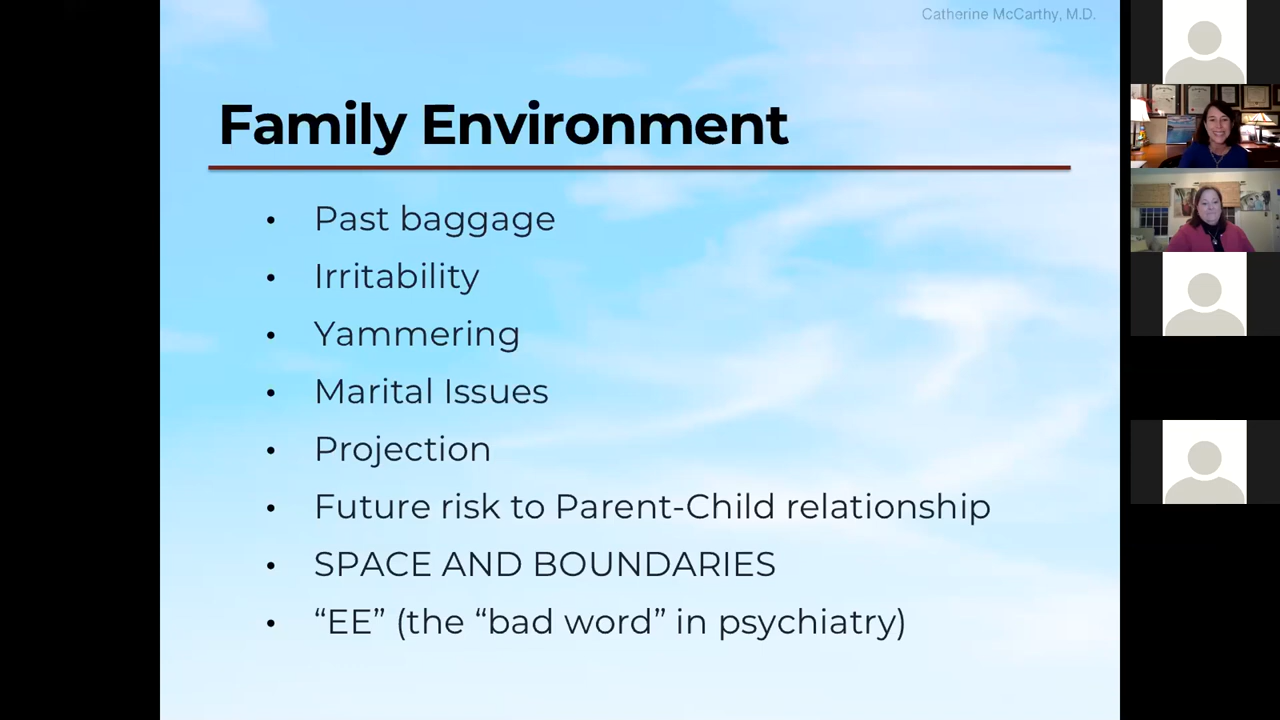 Catherine McCarthy, M.D.
Family Environment
• Past baggage
• Irritability
• Yammering
• Marital Issues
• Projection
• Future risk to Parent-Child relationship
• SPACE AND BOUNDARIES
• “EE” (the “bad word” in psychiatry)